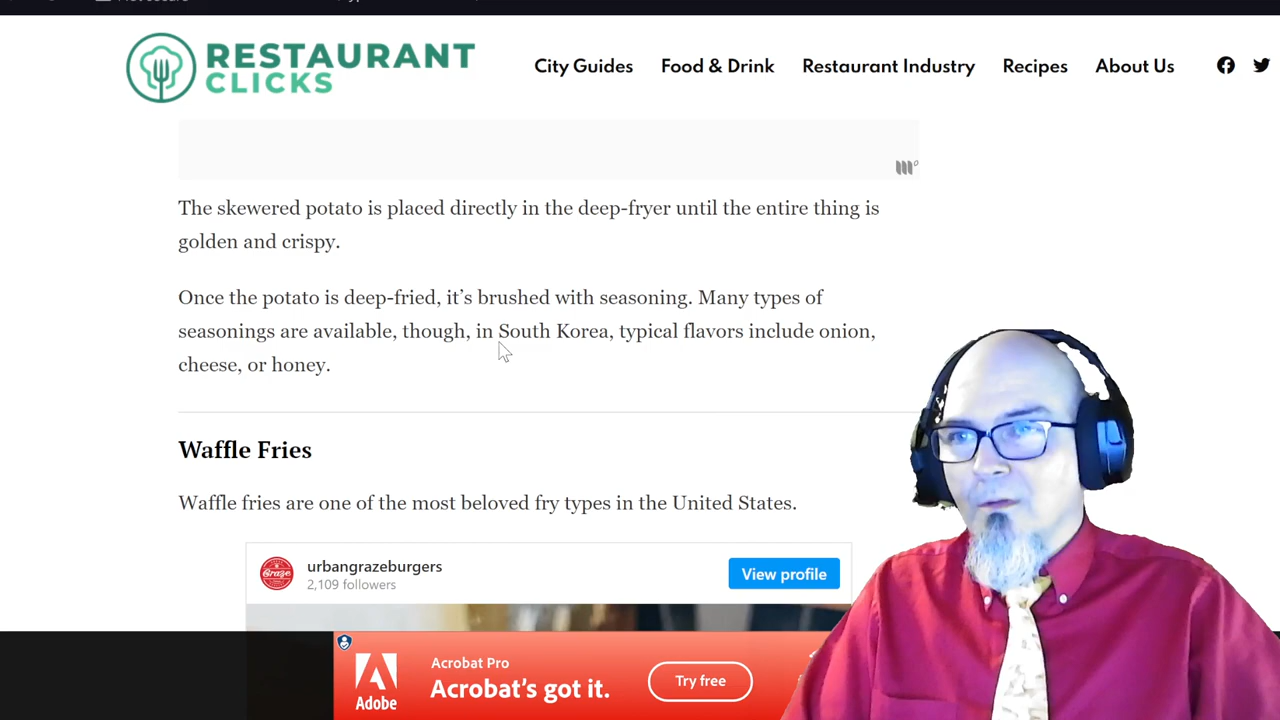 RESTAURANT
CLICKS
City Guides
Food & Drink
Restaurant Industry
Recipes
About Us
The skewered potato is placed directly in the deep-fryer until the entire thing is
golden and crispy.
Once the potato is deep-fried, it's brushed with seasoning. Many types of
seasonings are available, though, in South Korea, typical flavors include onion,
cheese, or honey.
Waffle Fries
Waffle fries are one of the most beloved fry types in the United States.
urbangrazeburgers
2,109 followers
View profile
Adobe
Acrobat Pro
Acrobat's got it.
Try free